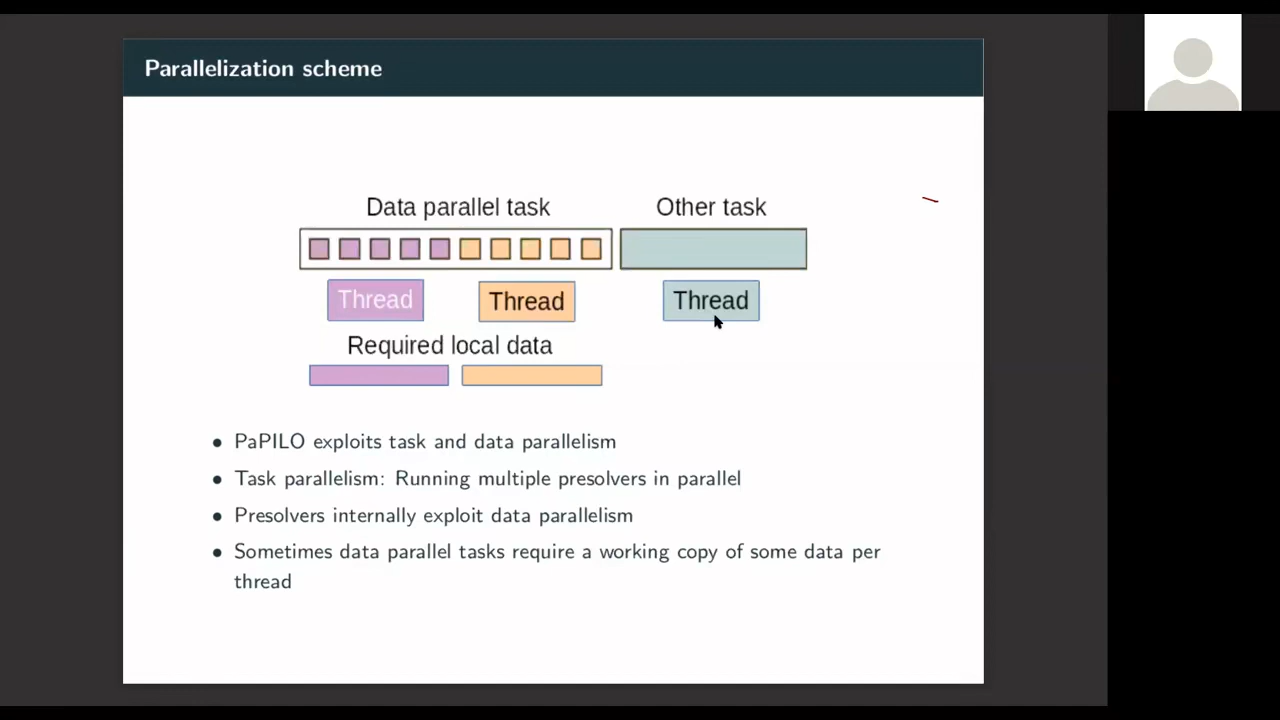 Parallelization scheme
Data parallel task Other task
Thread Thread Thread
Required local data
• PaPILO exploits task and data parallelism
• Task parallelism: Running multiple presolvers in parallel
• Presolvers internally exploit data parallelism
• Sometimes data parallel tasks require a working copy of some data per
thread